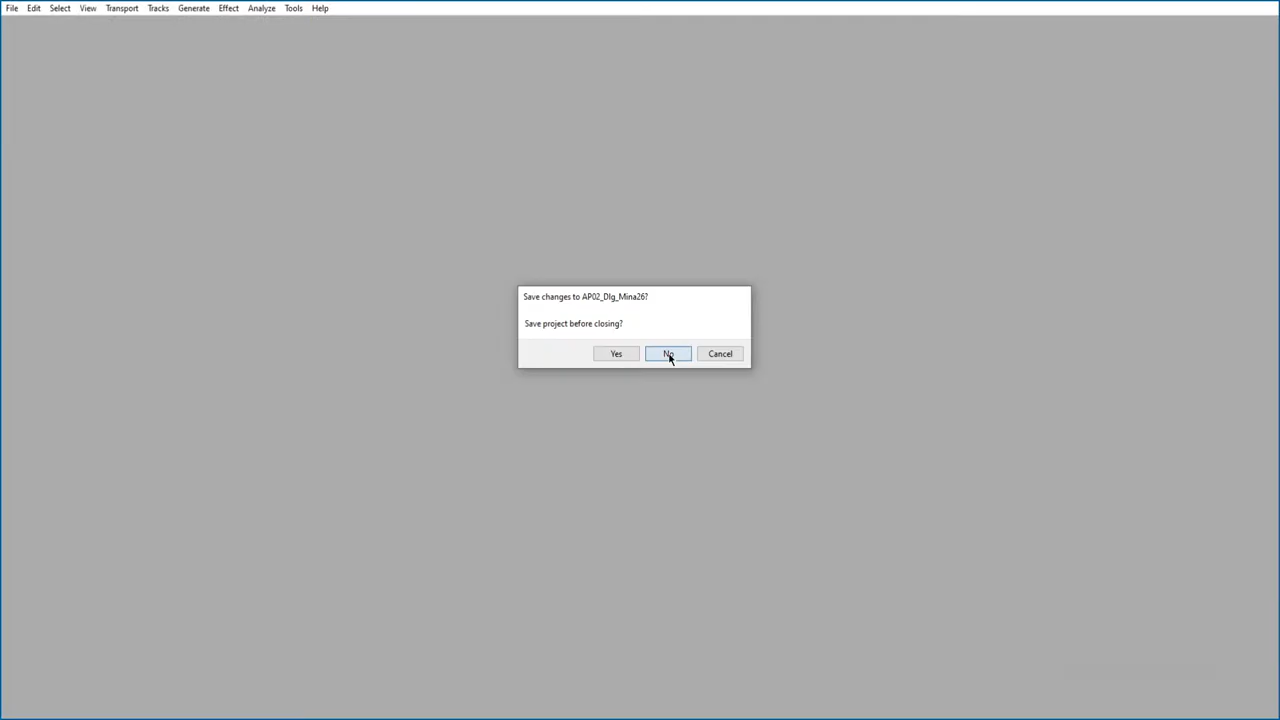 File Edit Select View Transport Tracks Generate Effect Analyze Tools Help
Save changes to AP02_Dlg_Mina26?
Save project before closing?
Yes No Cancel